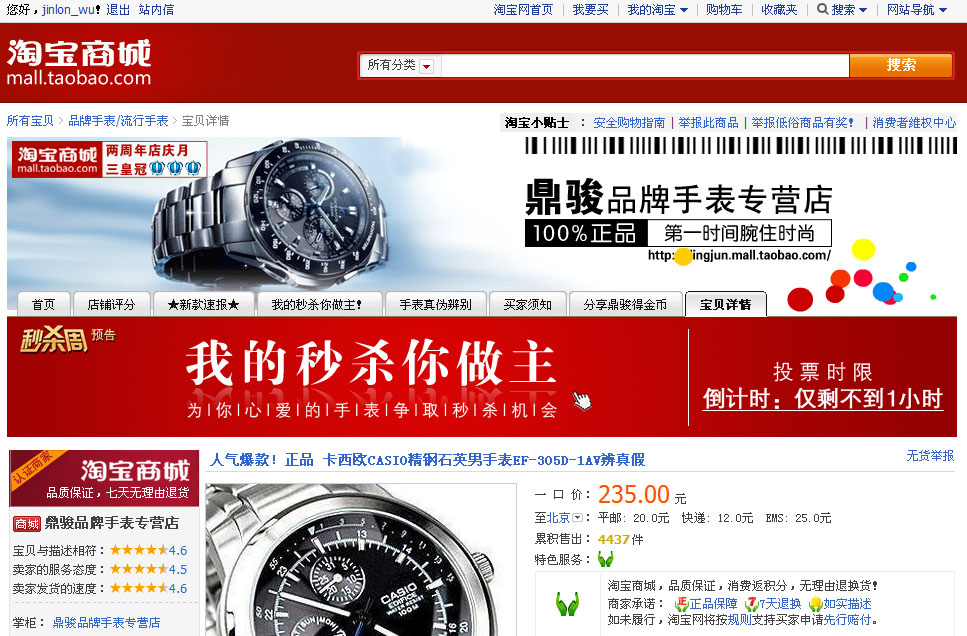 您好，jinlon_wu！ 退出 站内信 淘宝网首页 我要买 我的淘宝 购物车 收藏夹 搜索 网站导航
淘宝商城
mall.taobao.com
所有分类 搜索
所有宝贝 > 品牌手表/流行手表 > 宝贝详情
淘宝小贴士 ： 安全购物指南 | 举报此商品 | 举报低俗商品有奖！ | 消费者维权中心
淘宝商城
mall.taobao.com
两周年店庆月
三皇冠
鼎骏品牌手表专营店
100%正品 第一时间腕住时尚
ingjun.mall.taobao.com/
首页 店铺评分 ★新款速报★ 我的秒杀你做主！ 手表真伪辨别 买家须知 分享鼎骏得金币 宝贝详情
秒杀周 预告
我的秒杀你做主
为|你|心|爱|的|手|表|争|取|秒|杀|机|会
投票时限
倒计时：仅剩不到1小时
认证商家
淘宝商城
品质保证，七天无理由退货
商城 鼎骏品牌手表专营店
宝贝与描述相符： 4.6
卖家的服务态度： 4.5
卖家发货的速度： 4.6
掌柜： 鼎骏品牌手表专营店
人气爆款！正品 卡西欧CASIO精钢石英男手表EF-305D-1AV辨真假
无货举报
CASIO
EDIFICE
一 口 价： 235.00 元
至北京 ： 平邮: 20.0元 快递: 12.0元 EMS: 25.0元
累积售出： 4437件
特色服务：
淘宝商城，品质保证，消费返积分，无理由退换货！
商家承诺： 正品保障 7天退换 如实描述
如未履行，淘宝网将按规则支持买家申请先行赔付。